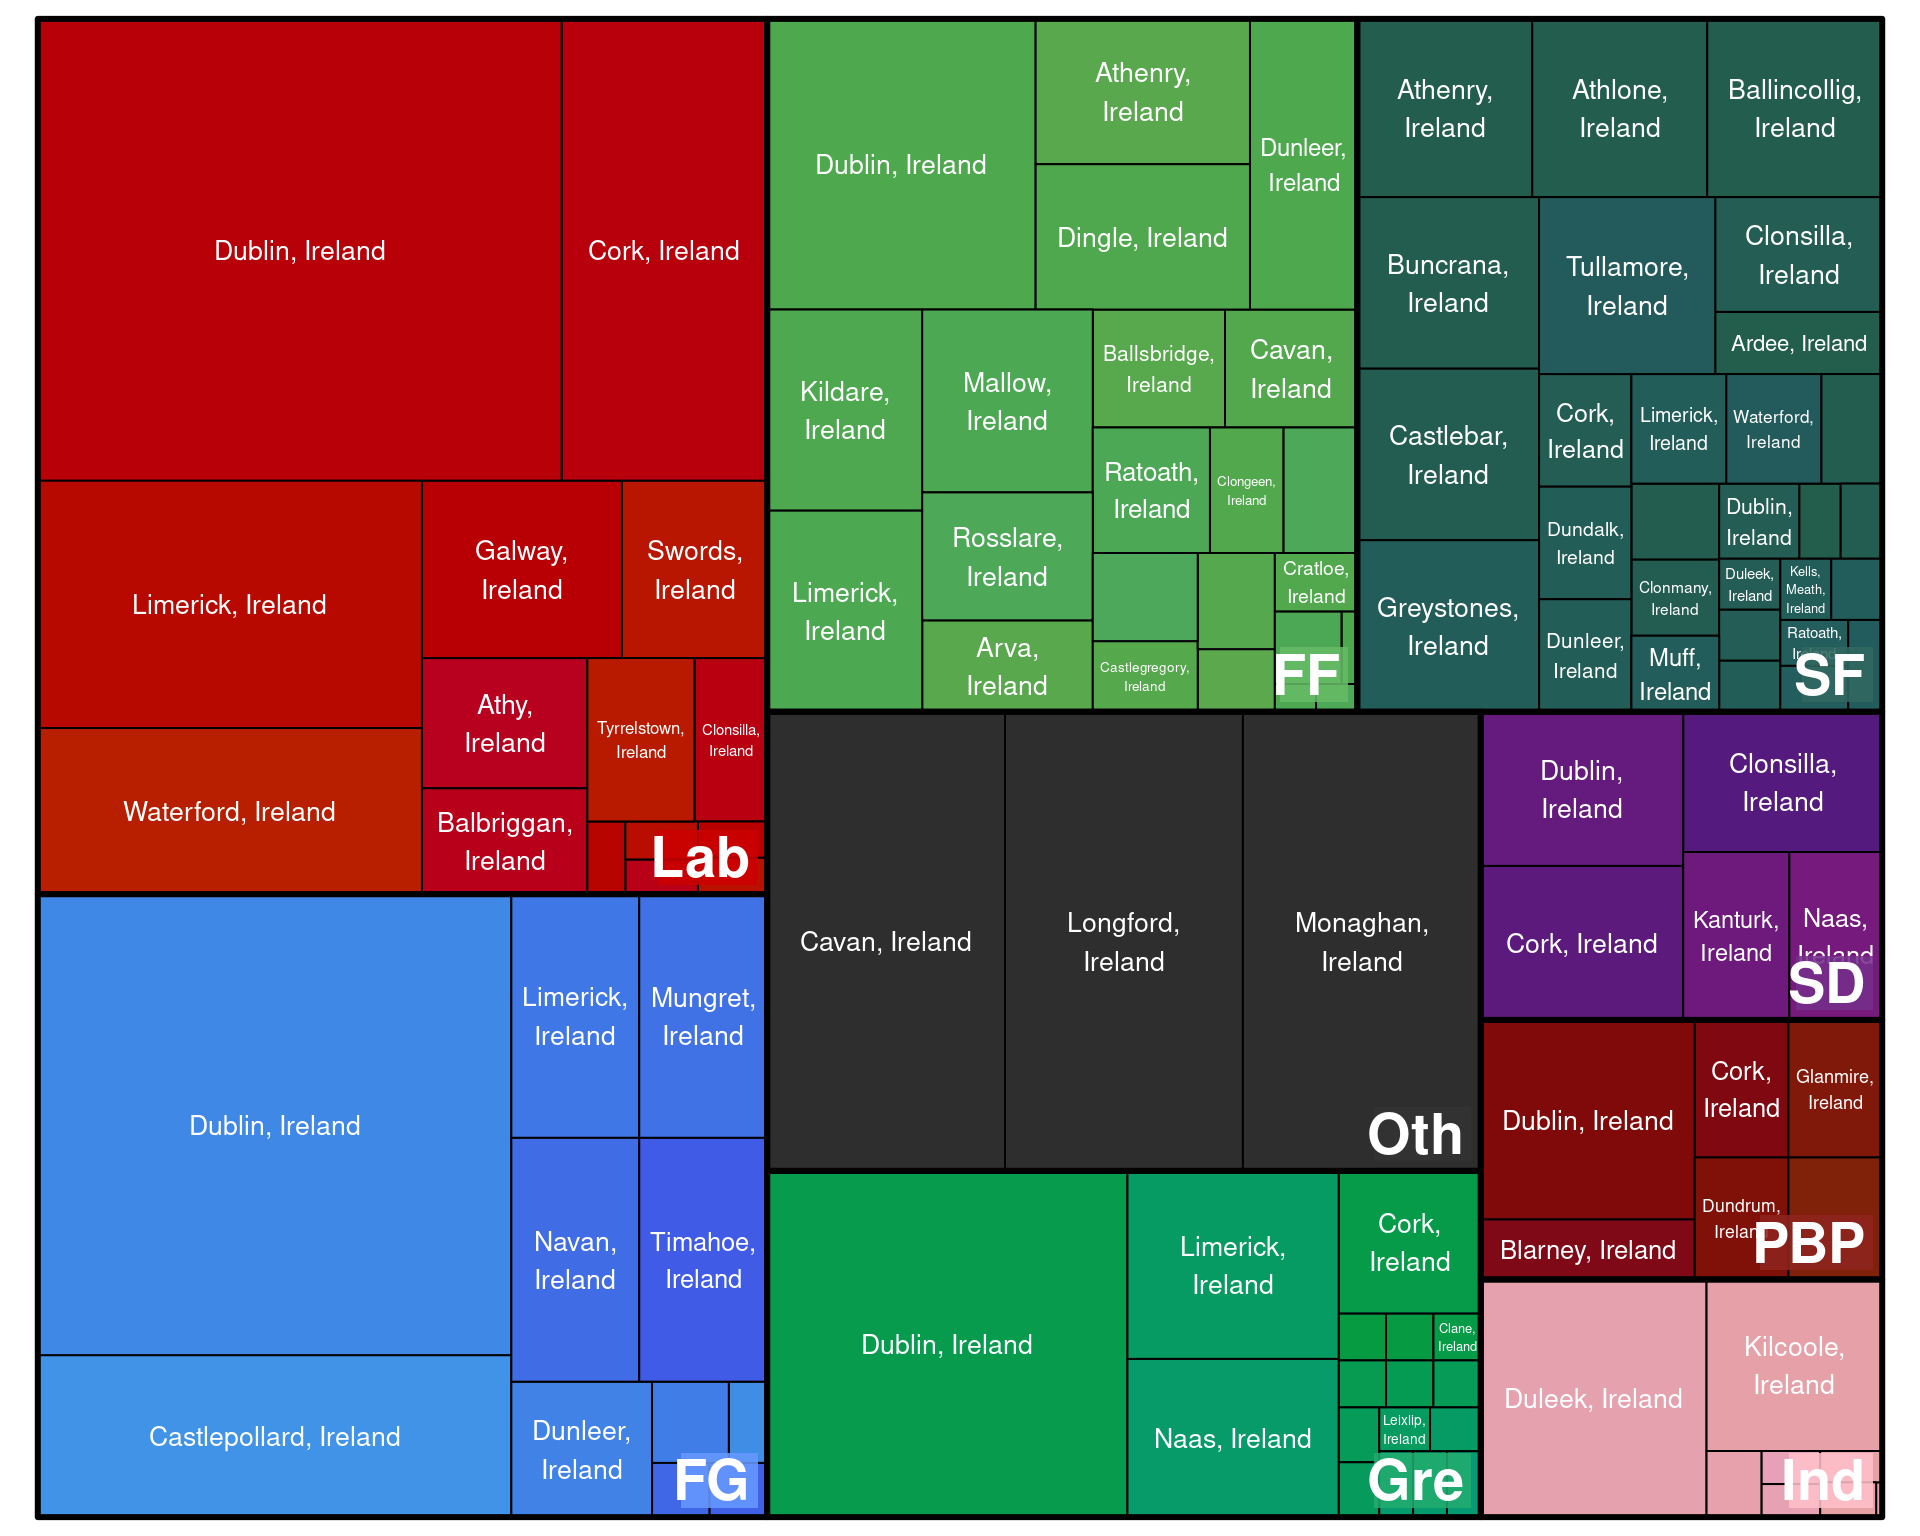 Dublin, Ireland
Cork, Ireland
Limerick, Ireland
Waterford, Ireland
Galway,
Ireland
Swords,
Ireland
Athy,
Ireland
Balbriggan,
Ireland
Tyrrelstown,
Ireland
Clonsilla,
Ireland
Lab
Dublin, Ireland
Castlepollard, Ireland
Limerick,
Ireland
Mungret,
Ireland
Navan,
Ireland
Timahoe,
Ireland
Dunleer,
Ireland
FG
Dublin, Ireland
Athenry,
Ireland
Dingle, Ireland
Dunleer,
Ireland
Kildare,
Ireland
Limerick,
Ireland
Mallow,
Ireland
Rosslare,
Ireland
Arva,
Ireland
Ballsbridge,
Ireland
Cavan,
Ireland
Ratoath,
Ireland
Clongeen,
Ireland
Castlegregory,
Ireland
Cratloe,
Ireland
FF
Athenry,
Ireland
Athlone,
Ireland
Ballincollig,
Ireland
Buncrana,
Ireland
Castlebar,
Ireland
Greystones,
Ireland
Tullamore,
Ireland
Clonsilla,
Ireland
Ardee, Ireland
Cork,
Ireland
Limerick,
Ireland
Waterford,
Ireland
Dundalk,
Ireland
Dunleer,
Ireland
Clonmany,
Ireland
Muff,
Ireland
Dublin,
Ireland
Duleek,
Ireland
Kells,
Meath,
Ireland
Ratoath,
Ireland
SF
Cavan, Ireland
Longford,
Ireland
Monaghan,
Ireland
Oth
Dublin, Ireland
Limerick,
Ireland
Naas, Ireland
Cork,
Ireland
Clane,
Ireland
Leixlip,
Ireland
Gre
Dublin,
Ireland
Cork, Ireland
Clonsilla,
Ireland
Kanturk,
Ireland
Naas,
Ireland
SD
Dublin, Ireland
Blarney, Ireland
Cork,
Ireland
Glanmire,
Ireland
Dundrum,
Ireland
PBP
Duleek, Ireland
Kilcoole,
Ireland
Ind